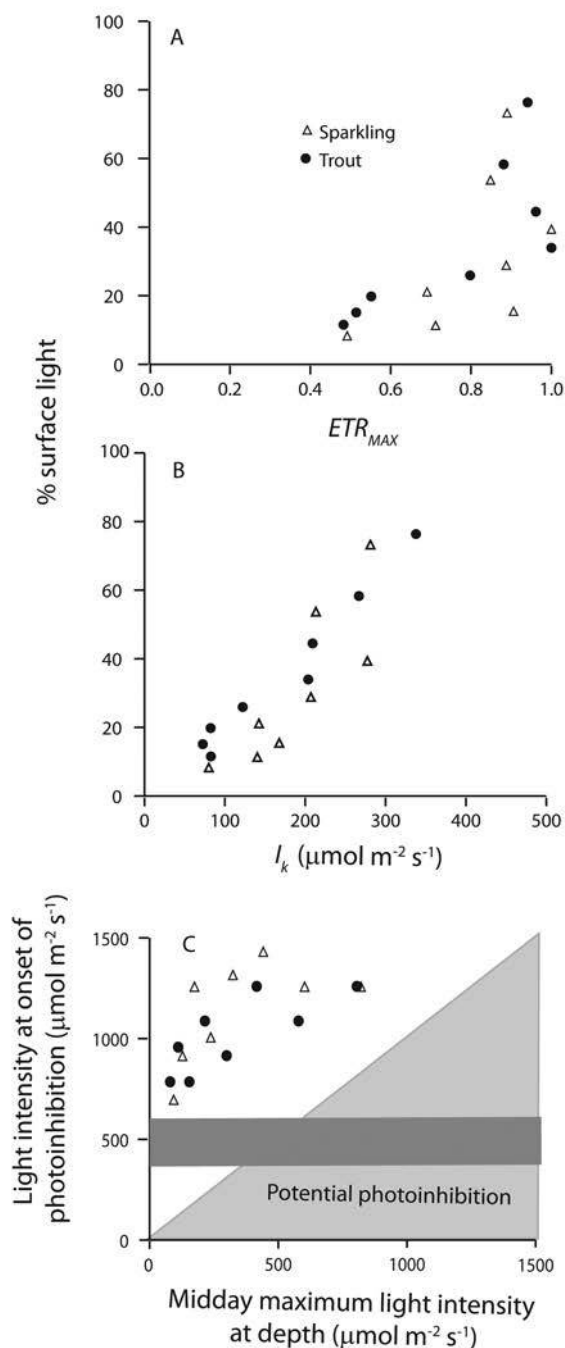 A
80
60
40
20
0
△ Sparkling
● Trout
0.0 0.2 0.4 0.6 0.8 1.0
ETR_MAX
% surface light
B
100
80
60
40
20
0
0 100 200 300 400 500
I_k (μmol m⁻² s⁻¹)
C
1500
1000
500
0
Light intensity at onset of
photoinhibition (μmol m⁻² s⁻¹)
Potential photoinhibition
0 500 1000 1500
Midday maximum light intensity
at depth (μmol m⁻² s⁻¹)